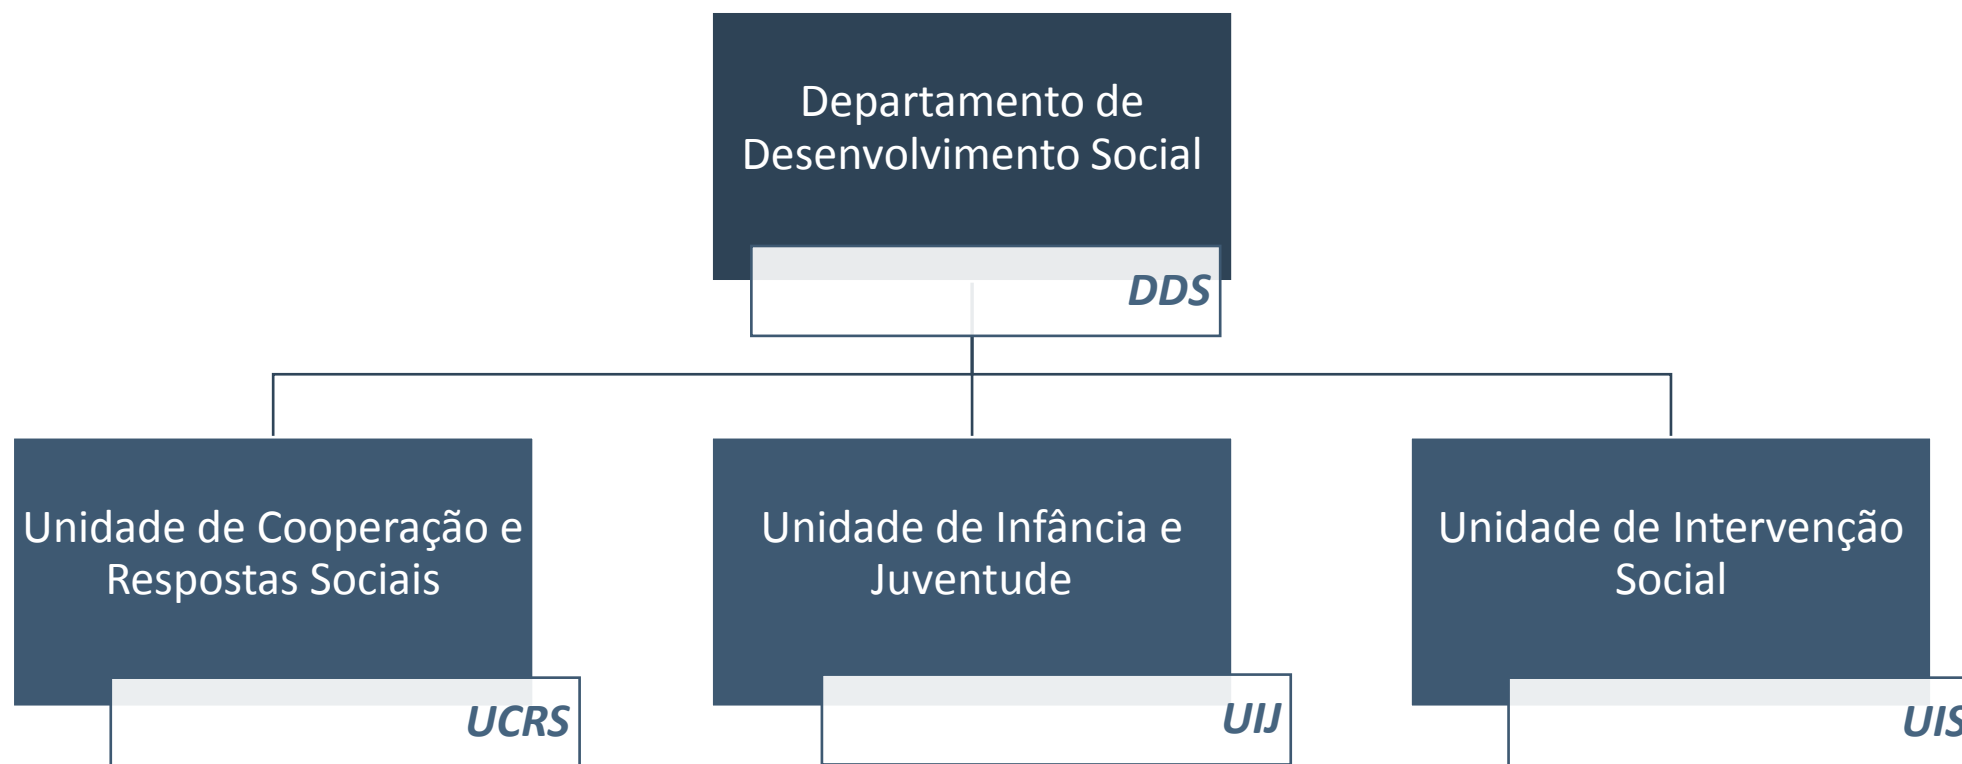 Departamento de
Desenvolvimento Social
DDS
Unidade de Cooperação e
Respostas Sociais
UCRS
Unidade de Infância e
Juventude
UIJ
Unidade de Intervenção
Social
UIS